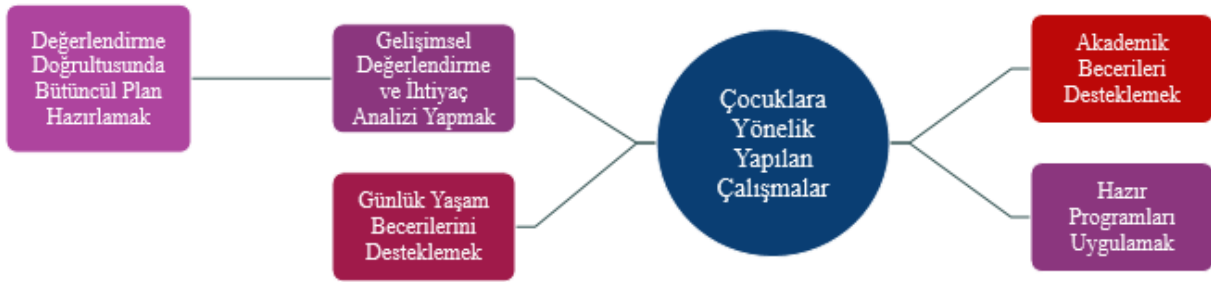 Değerlendirme
Doğrultusunda
Bütüncül Plan
Hazırlamak
Gelişimsel
Değerlendirme
ve İhtiyaç
Analizi Yapmak
Günlük Yaşam
Becerilerini
Desteklemek
Çocuklara
Yönelik
Yapılan
Çalışmalar
Akademik
Becerileri
Desteklemek
Hazır
Programları
Uygulamak